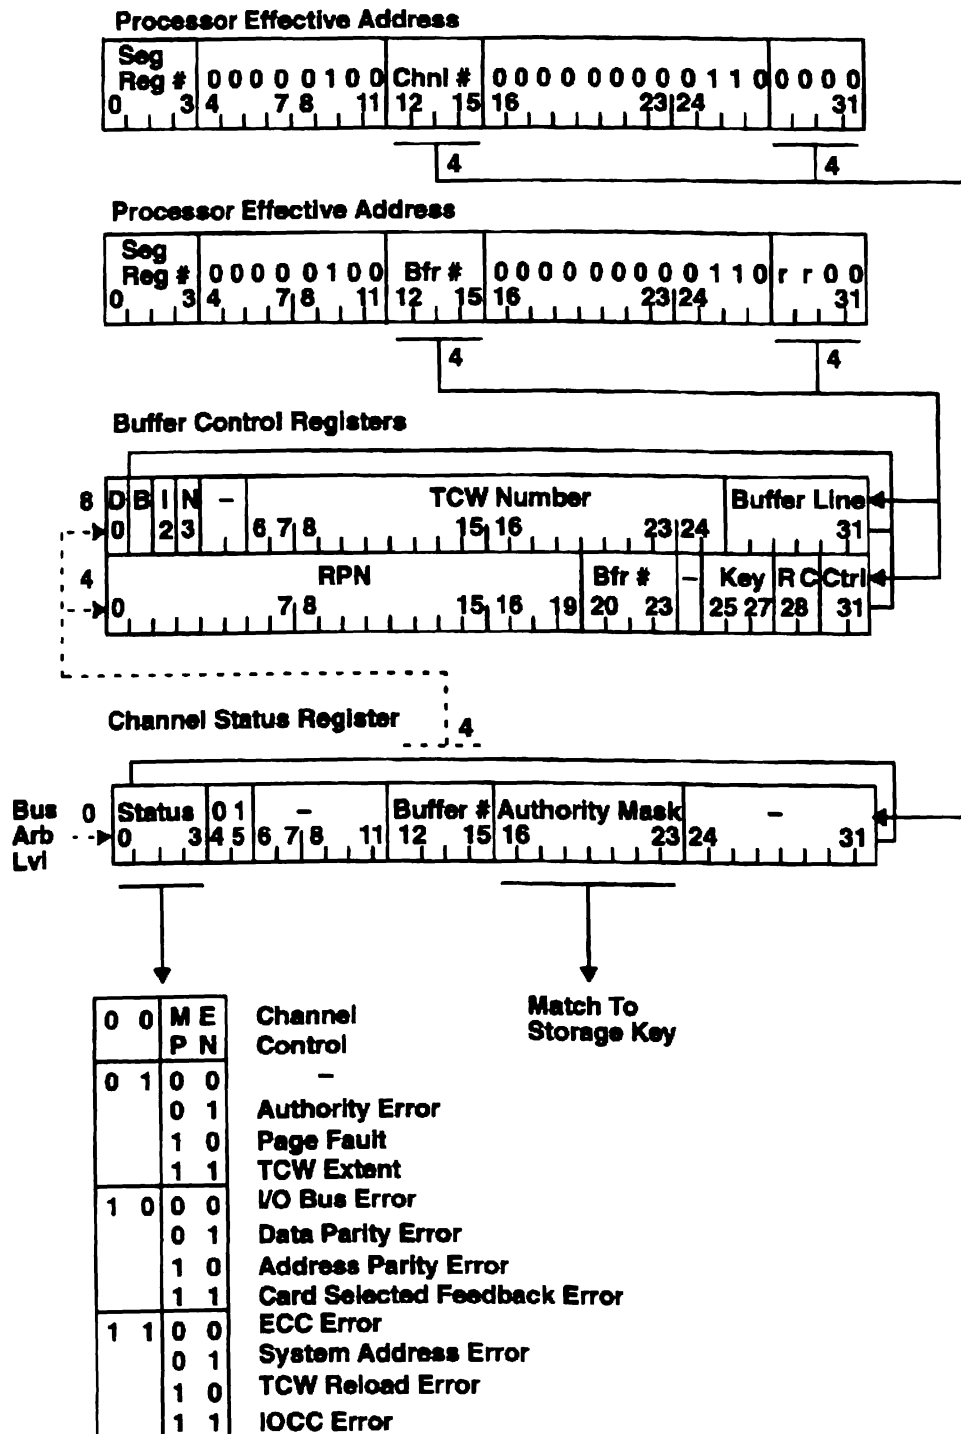 Processor Effective Address
Seg
Reg # 0 0 0 0 0 1 0 0 Chnl # 0 0 0 0 0 0 0 0 0 1 1 0 0 0 0 0
0 3 4 7 8 11 12 15 16 23 24 31
4 4
Processor Effective Address
Seg
Reg # 0 0 0 0 0 1 0 0 Bfr # 0 0 0 0 0 0 0 0 0 1 1 0 r r 0 0
0 3 4 7 8 11 12 15 16 23 24 31
4 4
Buffer Control Registers
8 D B I N – TCW Number Buffer Line
0 2 3 6 7 8 15 16 23 24 31
4 RPN Bfr # – Key R C Ctrl
0 7 8 15 16 19 20 23 25 27 28 31
Channel Status Register 4
Bus 0 Status 0 1 – Buffer # Authority Mask –
Arb 0 3 4 5 6 7 8 11 12 15 16 23 24 31
Lvl
0 0 M E Channel
P N Control
Match To
Storage Key
0 1 0 0 –
0 1 Authority Error
1 0 Page Fault
1 1 TCW Extent
1 0 0 0 I/O Bus Error
0 1 Data Parity Error
1 0 Address Parity Error
1 1 Card Selected Feedback Error
1 1 0 0 ECC Error
0 1 System Address Error
1 0 TCW Reload Error
1 1 IOCC Error